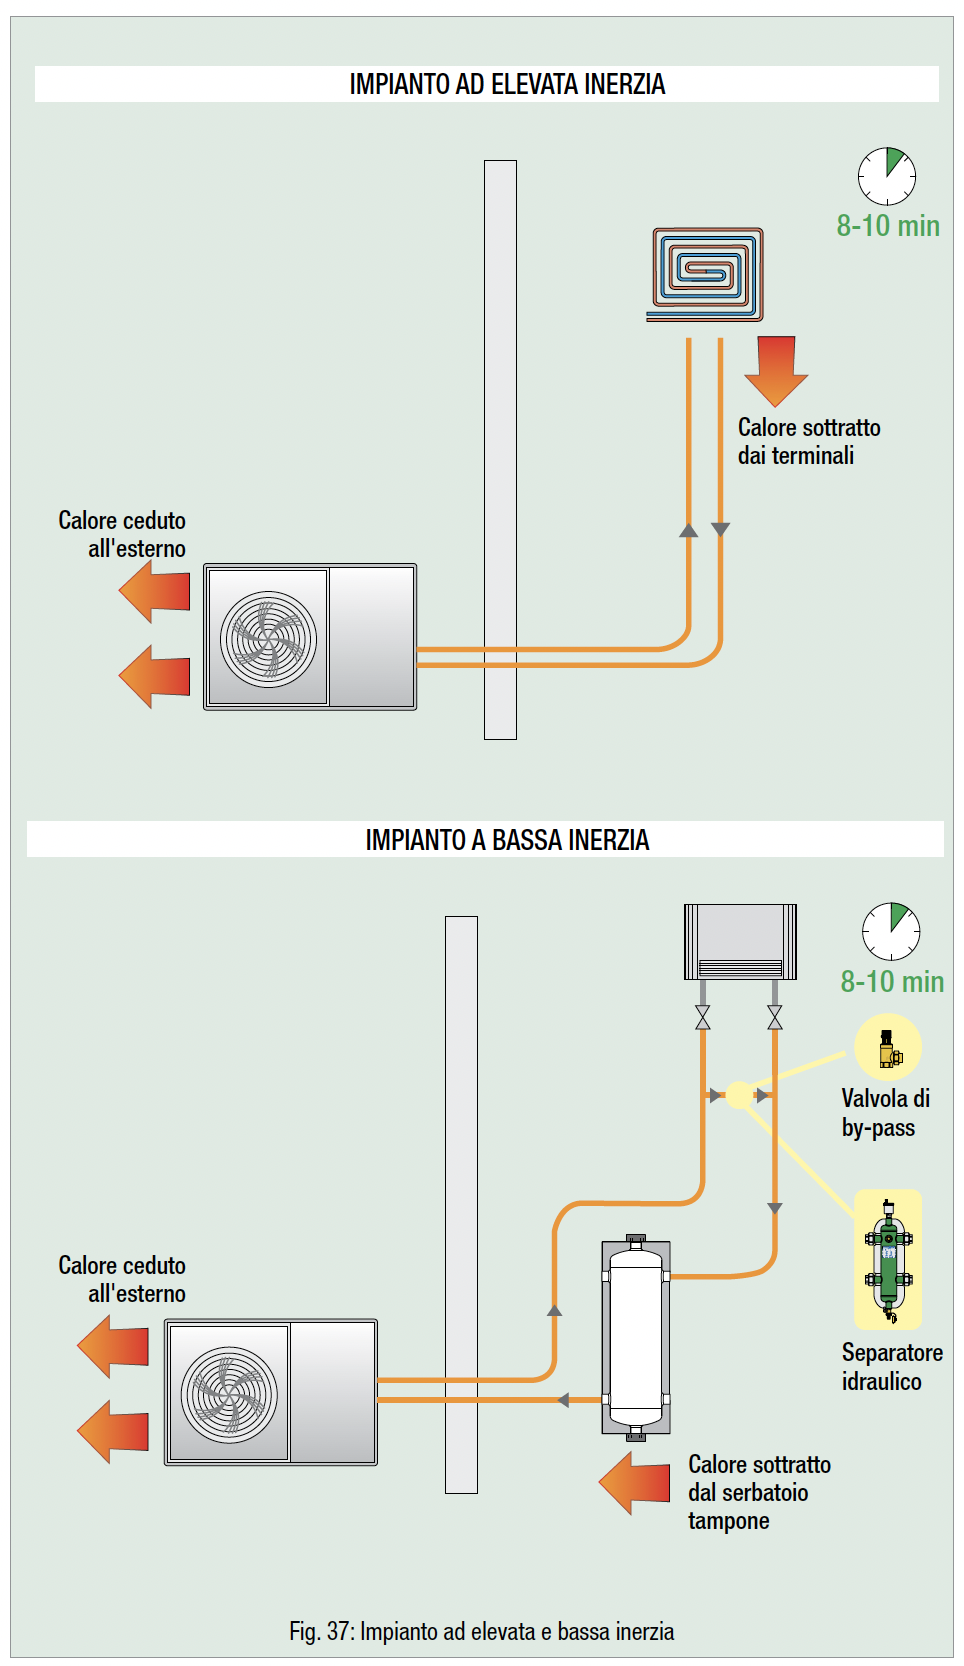 IMPIANTO AD ELEVATA INERZIA
8-10 min
Calore sottratto
dai terminali
Calore ceduto
all'esterno
IMPIANTO A BASSA INERZIA
8-10 min
Valvola di
by-pass
Calore ceduto
all'esterno
Separatore
idraulico
Calore sottratto
dal serbatoio
tampone
Fig. 37: Impianto ad elevata e bassa inerzia